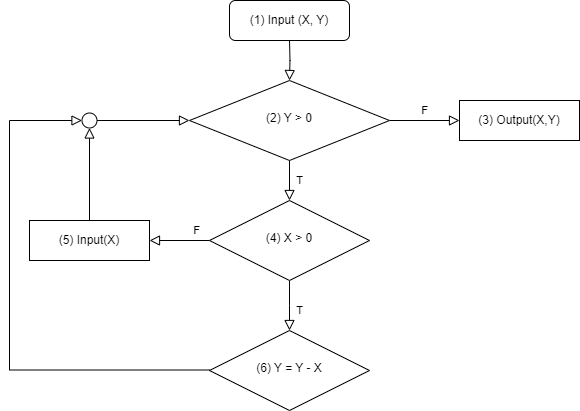 (1) Input (X, Y)
(2) Y > 0
F
(3) Output(X,Y)
T
(4) X > 0
F
(5) Input(X)
T
(6) Y = Y - X